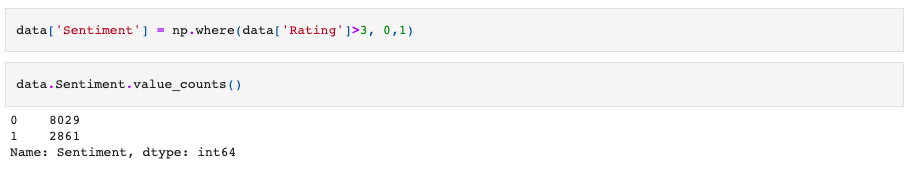 data['Sentiment'] = np.where(data['Rating']>3, 0,1)
data.Sentiment.value_counts()
0    8029
1    2861
Name: Sentiment, dtype: int64